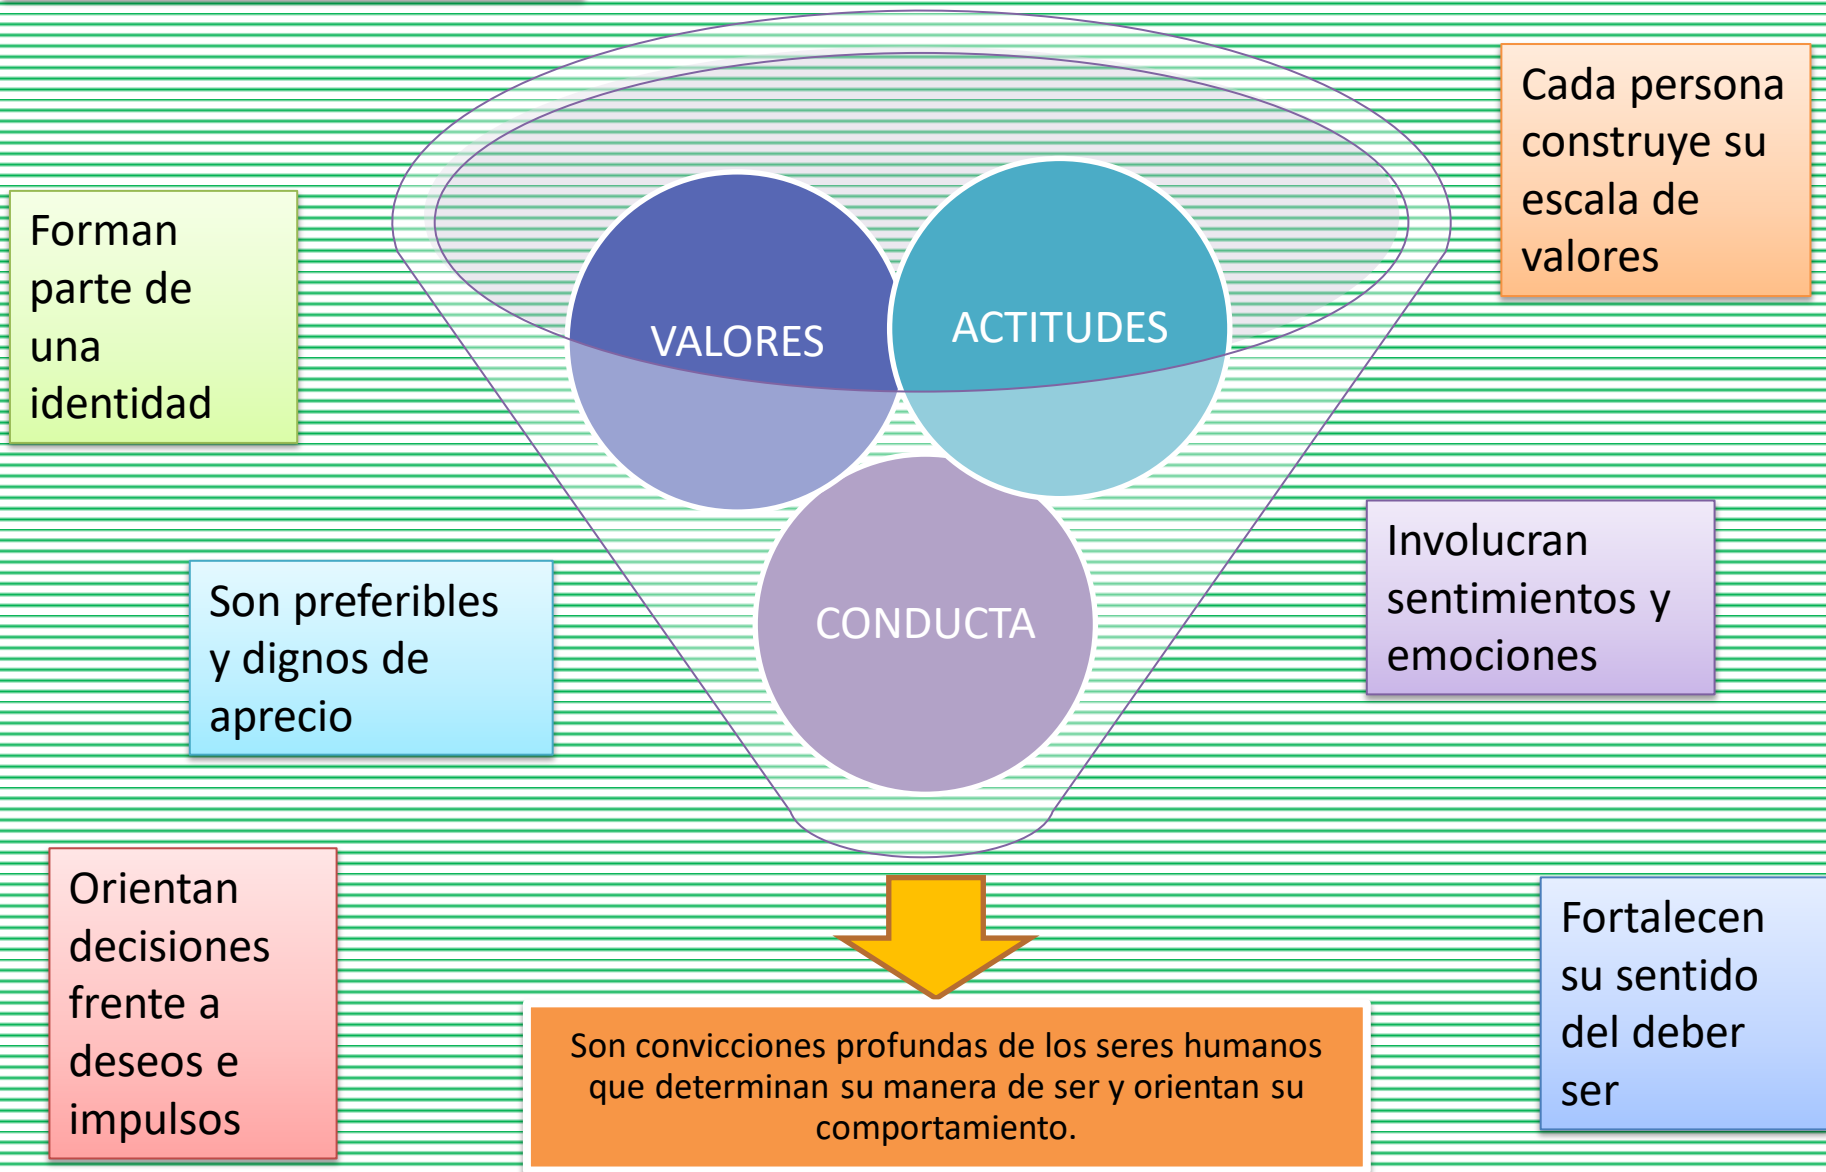 Cada persona
construye su
escala de
valores
Forman
parte de
una
identidad
VALORES
ACTITUDES
CONDUCTA
Involucran
sentimientos y
emociones
Son preferibles
y dignos de
aprecio
Orientan
decisiones
frente a
deseos e
impulsos
Fortalecen
su sentido
del deber
ser
Son convicciones profundas de los seres humanos
que determinan su manera de ser y orientan su
comportamiento.